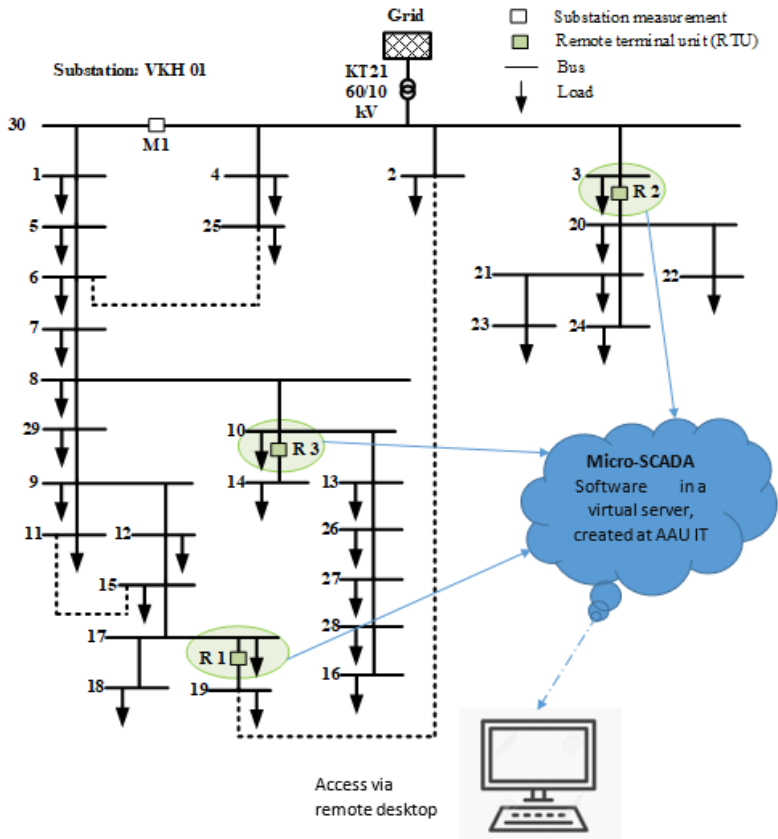 Grid
Substation measurement
Remote terminal unit (RTU)
Bus
Load
Substation: VKH 01
KT21
60/10
kV
30
M1
1
4
2
3
R 2
5
25
20
6
21
22
7
23
24
8
29
10
R 3
9
14
13
11
12
26
15
27
17
28
R 1
16
18
19
Micro-SCADA
Software in a
virtual server,
created at AAU IT
Access via
remote desktop